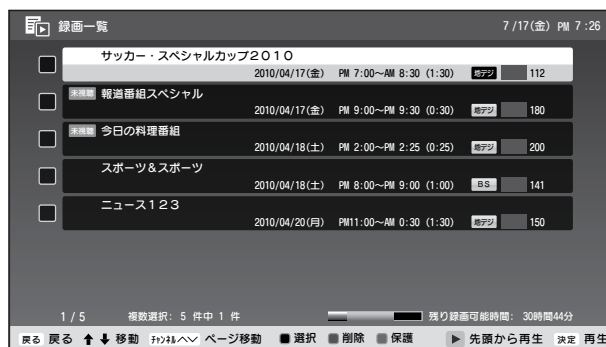 録画一覧 7/17(金) PM 7:26
サッカー・スペシャルカップ2010
2010/04/17(金) PM 7:00～AM 8:30 (1:30) 地デジ 112
未視聴 報道番組スペシャル
2010/04/17(金) PM 9:00～AM 9:30 (0:30) 地デジ 180
未視聴 今日の料理番組
2010/04/18(土) PM 2:00～PM 2:25 (0:25) 地デジ 200
スポーツ&スポーツ
2010/04/18(土) PM 8:00～PM 9:00 (1:00) BS 141
ニュース123
2010/04/20(月) PM11:00～AM 0:30 (1:30) 地デジ 150
1/5 複数選択: 5 件中 1 件 残り録画可能時間: 30時間44分
戻る 戻る ↑↓ 移動 チャンネルヘ∨ ページ移動 ■ 選択 ■ 削除 ■ 保護 ▶ 先頭から再生 決定 再生